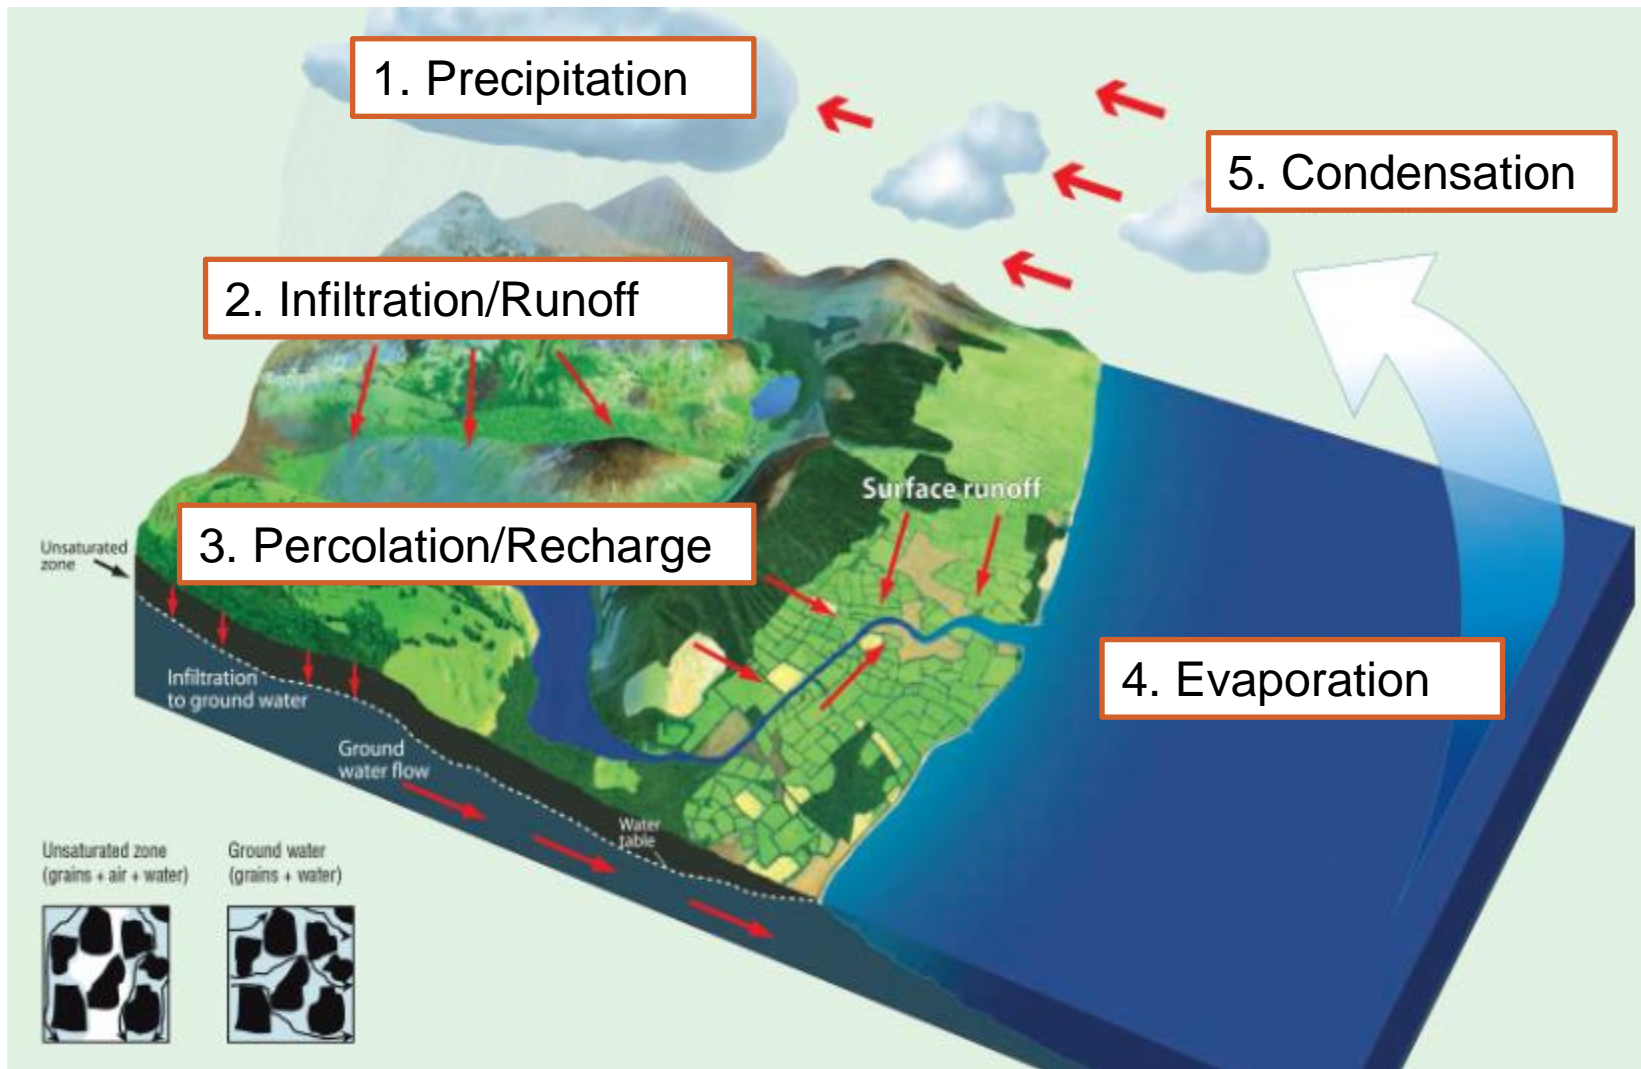 1. Precipitation
5. Condensation
2. Infiltration/Runoff
Surface runoff
3. Percolation/Recharge
Unsaturated
zone
4. Evaporation
Infiltration
to ground water
Ground
water flow
Water
table
Unsaturated zone
(grains + air + water)
Ground water
(grains + water)